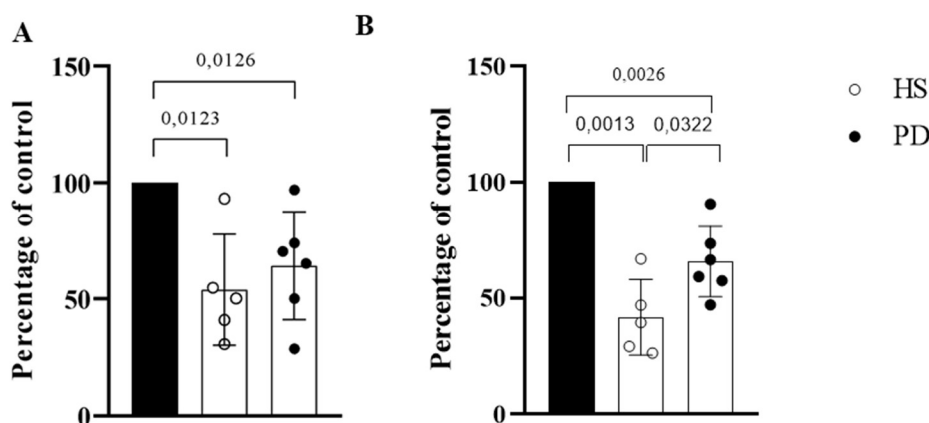 A
Percentage of control
150
100
50
0
0,0126
0,0123
B
Percentage of control
150
100
50
0
0,0026
0,0013 0,0322
HS
PD